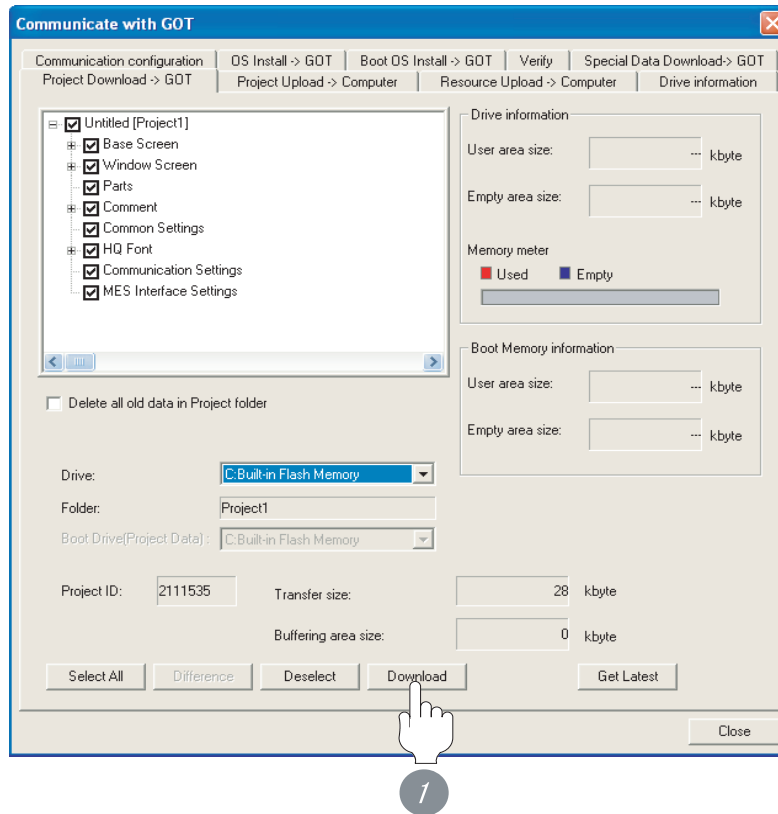 Communicate with GOT
Communication configuration OS Install -> GOT Boot OS Install -> GOT Verify Special Data Download-> GOT
Project Download -> GOT Project Upload -> Computer Resource Upload -> Computer Drive information
Untitled [Project1]
Base Screen
Window Screen
Parts
Comment
Common Settings
HQ Font
Communication Settings
MES Interface Settings
Delete all old data in Project folder
Drive information
User area size: --- kbyte
Empty area size: --- kbyte
Memory meter
Used Empty
Boot Memory information
User area size: --- kbyte
Empty area size: --- kbyte
Drive: C:Built-in Flash Memory
Folder: Project1
Boot Drive(Project Data) : C:Built-in Flash Memory
Project ID: 2111535 Transfer size: 28 kbyte
Buffering area size: 0 kbyte
Select All Difference Deselect Download Get Latest
Close
1